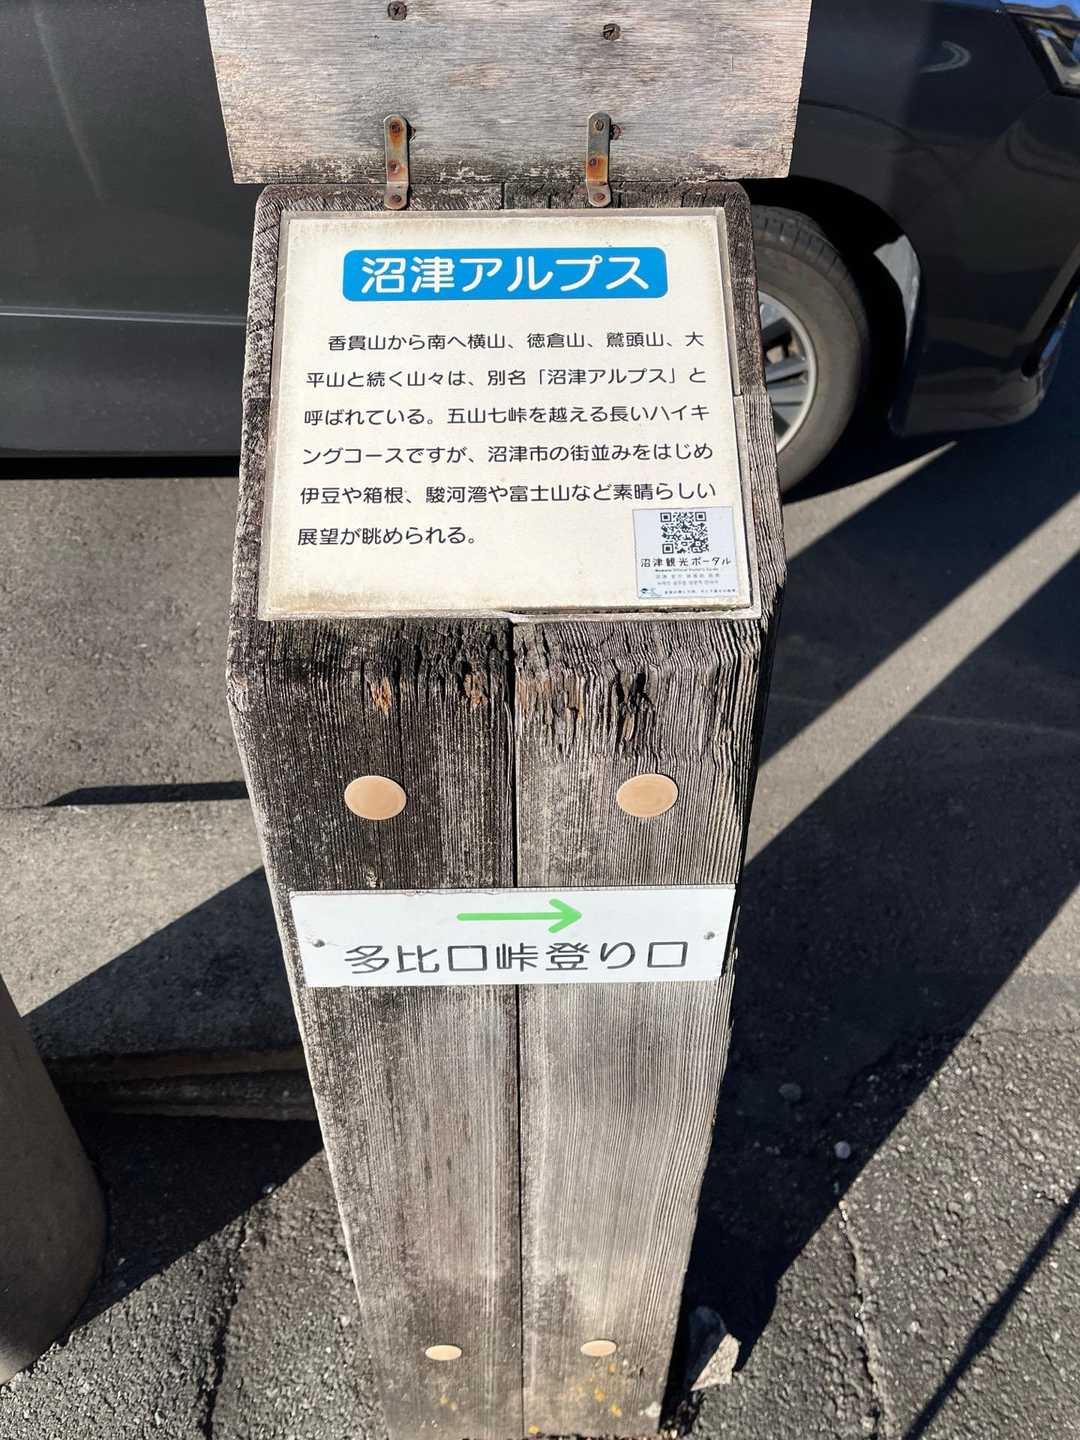 沼津アルプス
香貫山から南へ横山、徳倉山、鷲頭山、大
平山と続く山々は、別名「沼津アルプス」と
呼ばれている。五山七峠を越える長いハイキ
ングコースですが、沼津市の街並みをはじめ
伊豆や箱根、駿河湾や富士山など素晴らしい
展望が眺められる。
沼津観光ポータル
→
多比口峠登り口